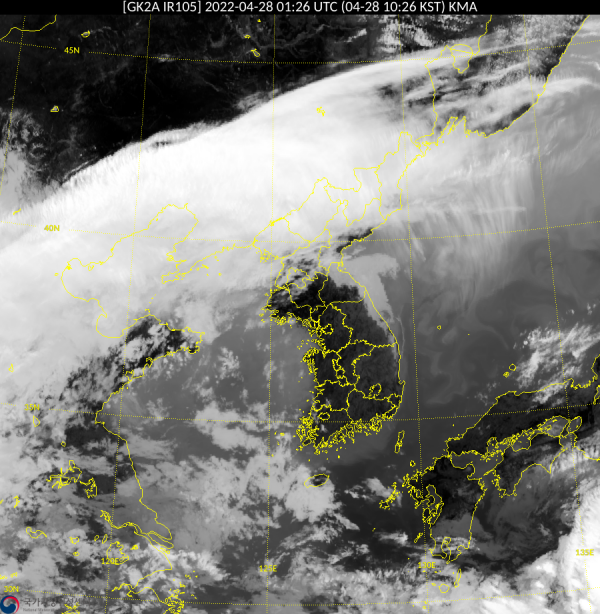 [GK2A IR105] 2022-04-28 01:26 UTC (04-28 10:26 KST) KMA
45N
40N
35N
120E
125E
130E
135E
30N